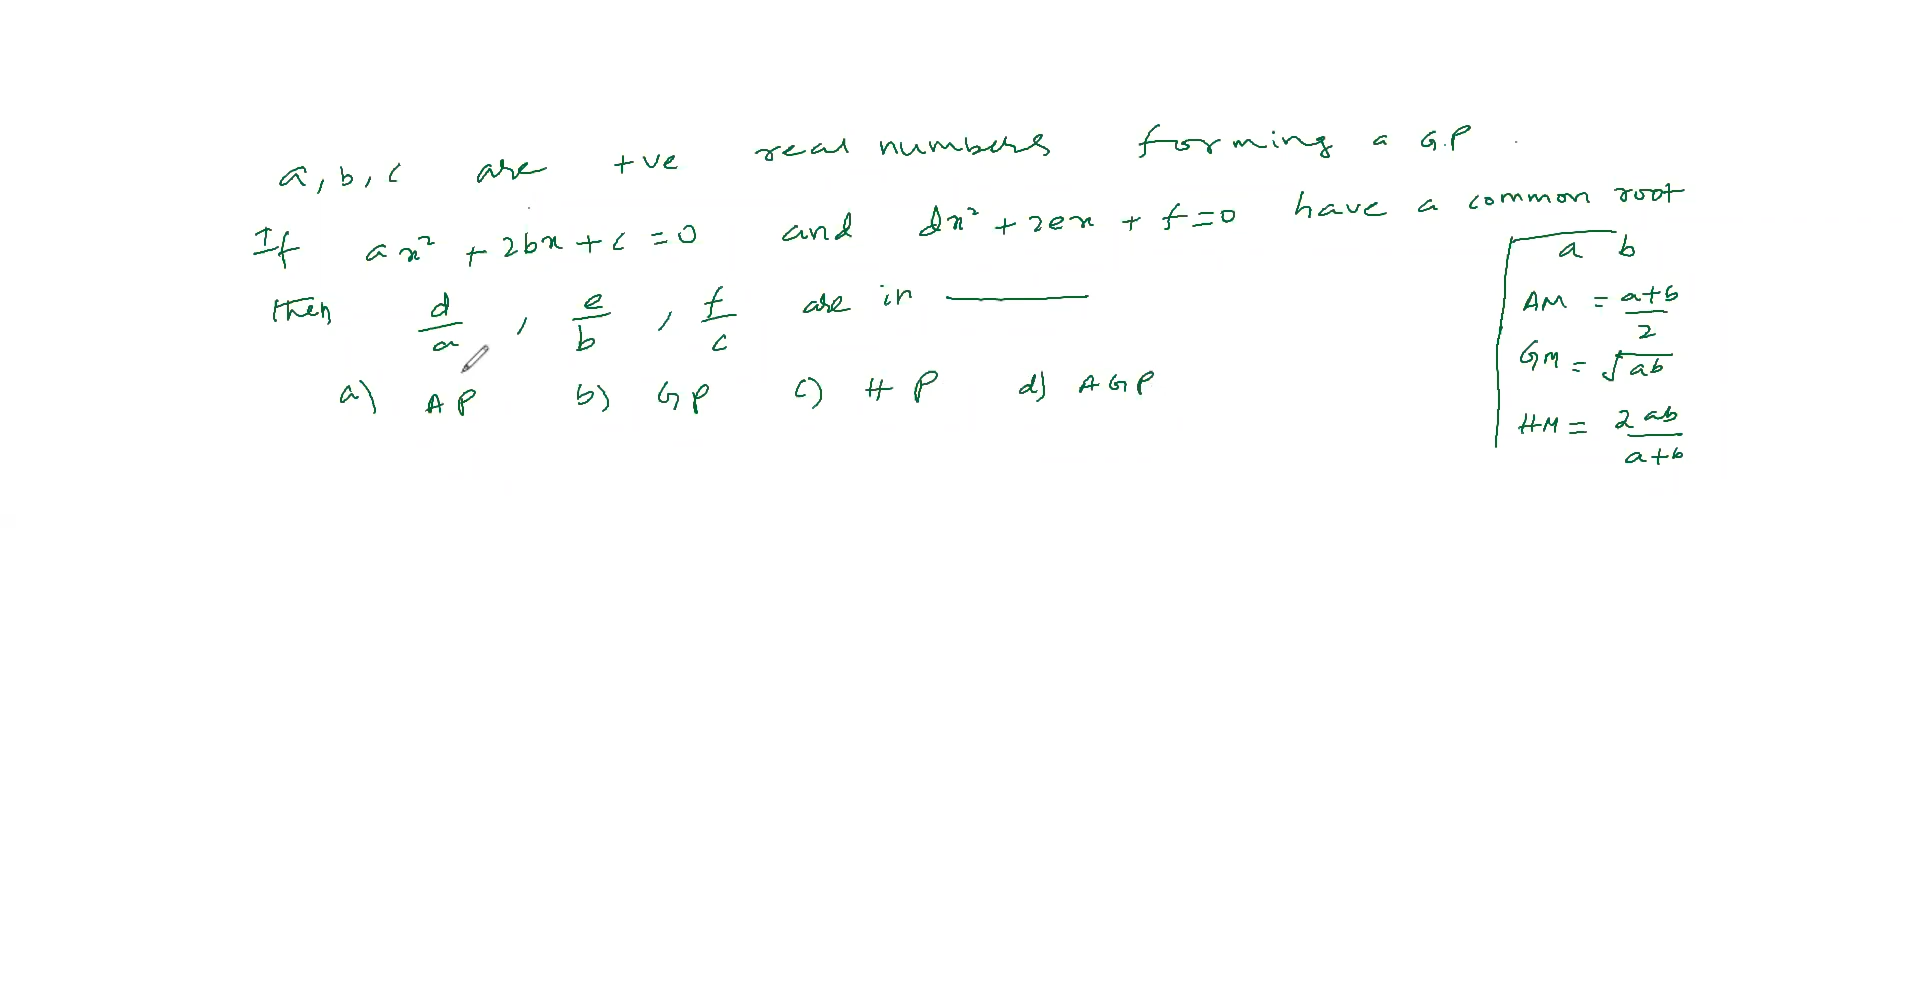 a, b, c are +ve real numbers forming a G.P.
If ax² + 2bx + c = 0 and dx² + 2ex + f = 0 have a common root
then d/a , e/b , f/c are in ______
a) AP b) GP c) HP d) AGP
a b
AM = a+b/2
GM = √ab
HM = 2ab/a+b